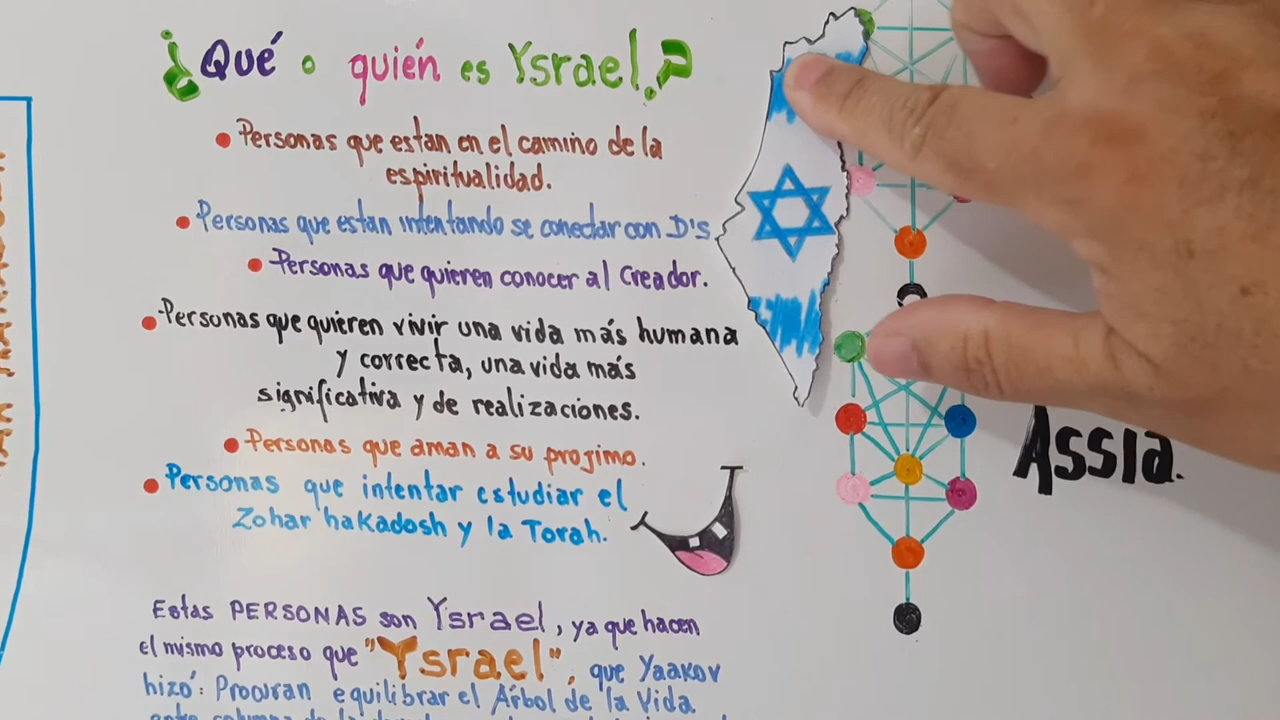 ¿Qué o quién es Ysrael?
• Personas que estan en el camino de la
espiritualidad.
• Personas que estan intentando se conectar con D's.
• Personas que quieren conocer al Creador.
• Personas que quieren vivir una vida más humana
y correcta, una vida más
significativa y de realizaciones.
• Personas que aman a su projimo.
• Personas que intentar estudiar el
Zohar hakadosh y la Torah.
Estas PERSONAS son Ysrael, ya que hacen
el mismo proceso que "Ysrael", que Yaakov
hizó: Procuran equilibrar el Árbol de la Vida
Assia.